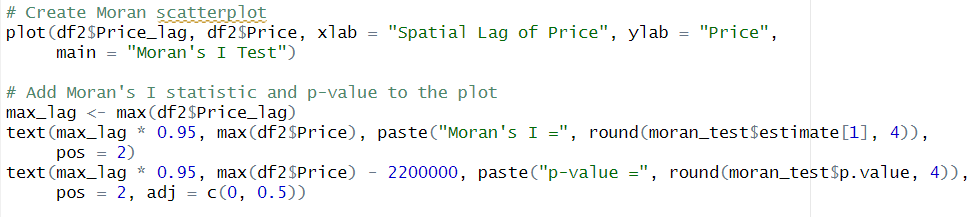 # Create Moran scatterplot
plot(df2$Price_lag, df2$Price, xlab = "Spatial Lag of Price", ylab = "Price",
     main = "Moran's I Test")

# Add Moran's I statistic and p-value to the plot
max_lag <- max(df2$Price_lag)
text(max_lag * 0.95, max(df2$Price), paste("Moran's I =", round(moran_test$estimate[1], 4)),
     pos = 2)
text(max_lag * 0.95, max(df2$Price) - 2200000, paste("p-value =", round(moran_test$p.value, 4)),
     pos = 2, adj = c(0, 0.5))